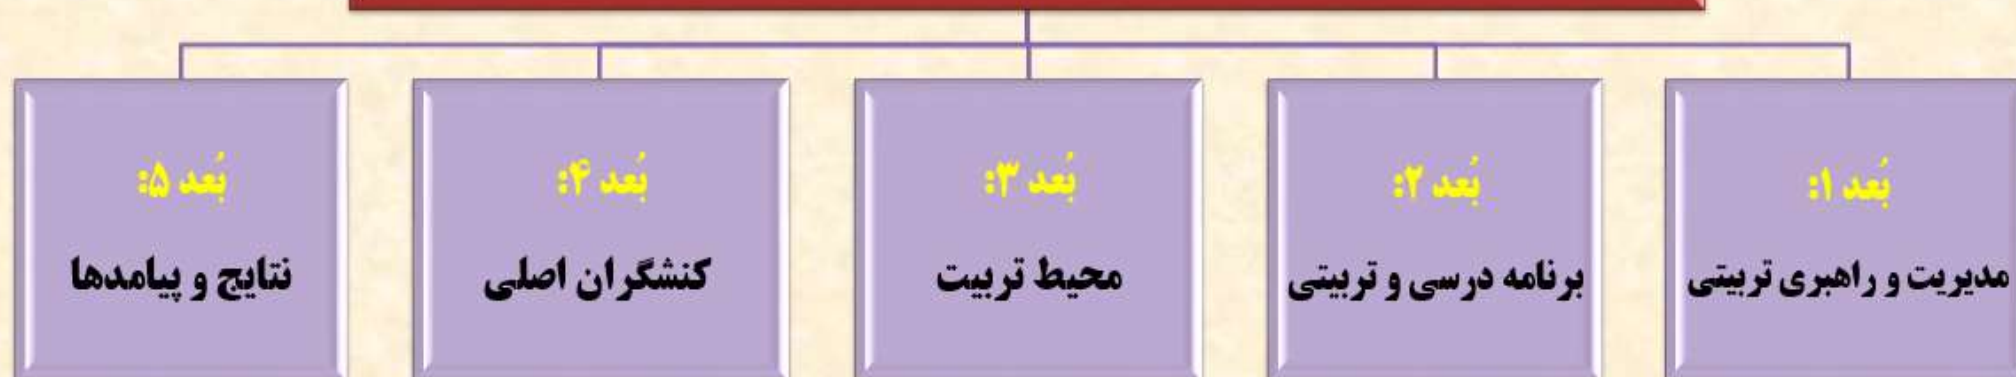 بُعد ۱:
مدیریت و راهبری تربیتی
بُعد ۲:
برنامه درسی و تربیتی
بُعد ۳:
محیط تربیت
بُعد ۴:
کنشگران اصلی
بُعد ۵:
نتایج و پیامدها